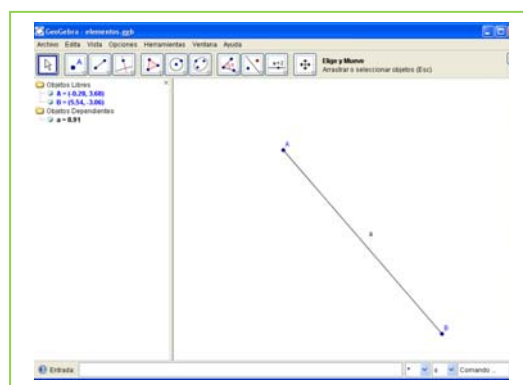 GeoGebra - elementos.ggb
Archivo Edita Vista Opciones Herramientas Ventana Ayuda
A
a=2
Elige y Mueve
Arrastrar o seleccionar objetos (Esc)
Objetos Libres
A = (-0.28, 3.68)
B = (5.54, -3.06)
Objetos Dependientes
a = 8.91
A
a
B
Entrada:
Comando ...